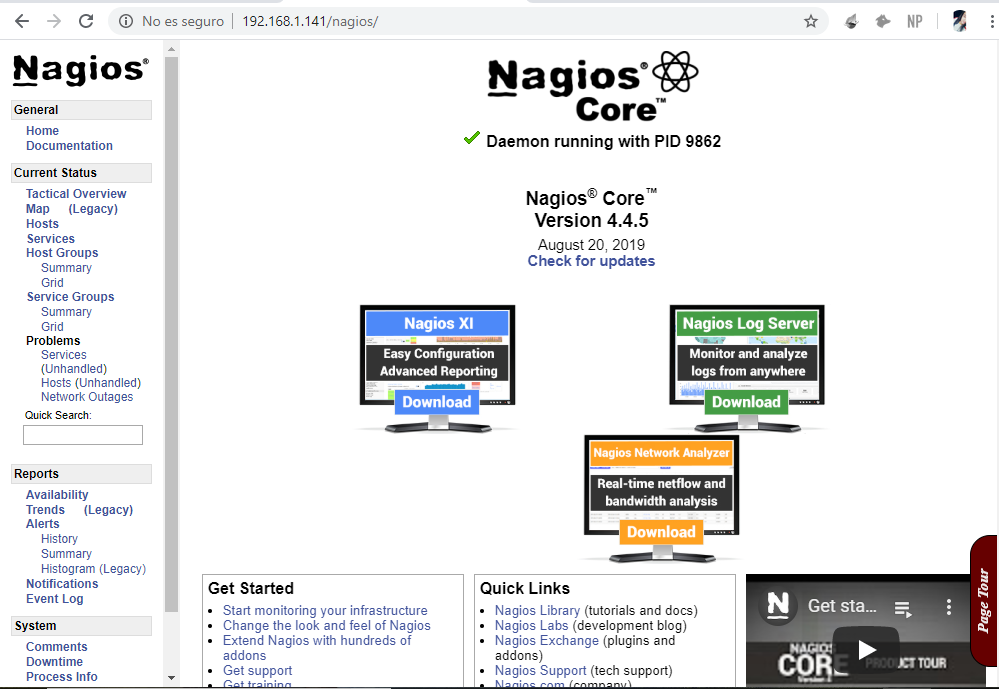 No es seguro | 192.168.1.141/nagios/
NP
Nagios®
General
Home
Documentation
Current Status
Tactical Overview
Map (Legacy)
Hosts
Services
Host Groups
Summary
Grid
Service Groups
Summary
Grid
Problems
Services
(Unhandled)
Hosts (Unhandled)
Network Outages
Quick Search:
Reports
Availability
Trends (Legacy)
Alerts
History
Summary
Histogram (Legacy)
Notifications
Event Log
System
Comments
Downtime
Process Info
Nagios®
Core™
Daemon running with PID 9862
Nagios® Core™
Version 4.4.5
August 20, 2019
Check for updates
Nagios XI
Easy Configuration
Advanced Reporting
Download
Nagios Log Server
Monitor and analyze
logs from anywhere
Download
Nagios Network Analyzer
Real-time netflow and
bandwidth analysis
Download
Get Started
• Start monitoring your infrastructure
• Change the look and feel of Nagios
• Extend Nagios with hundreds of
addons
• Get support
• Get training
Quick Links
• Nagios Library (tutorials and docs)
• Nagios Labs (development blog)
• Nagios Exchange (plugins and
addons)
• Nagios Support (tech support)
• Nagios.com (company)
N
Get sta...
NAGIOS
CORE PRODUCT TOUR
Page Tour